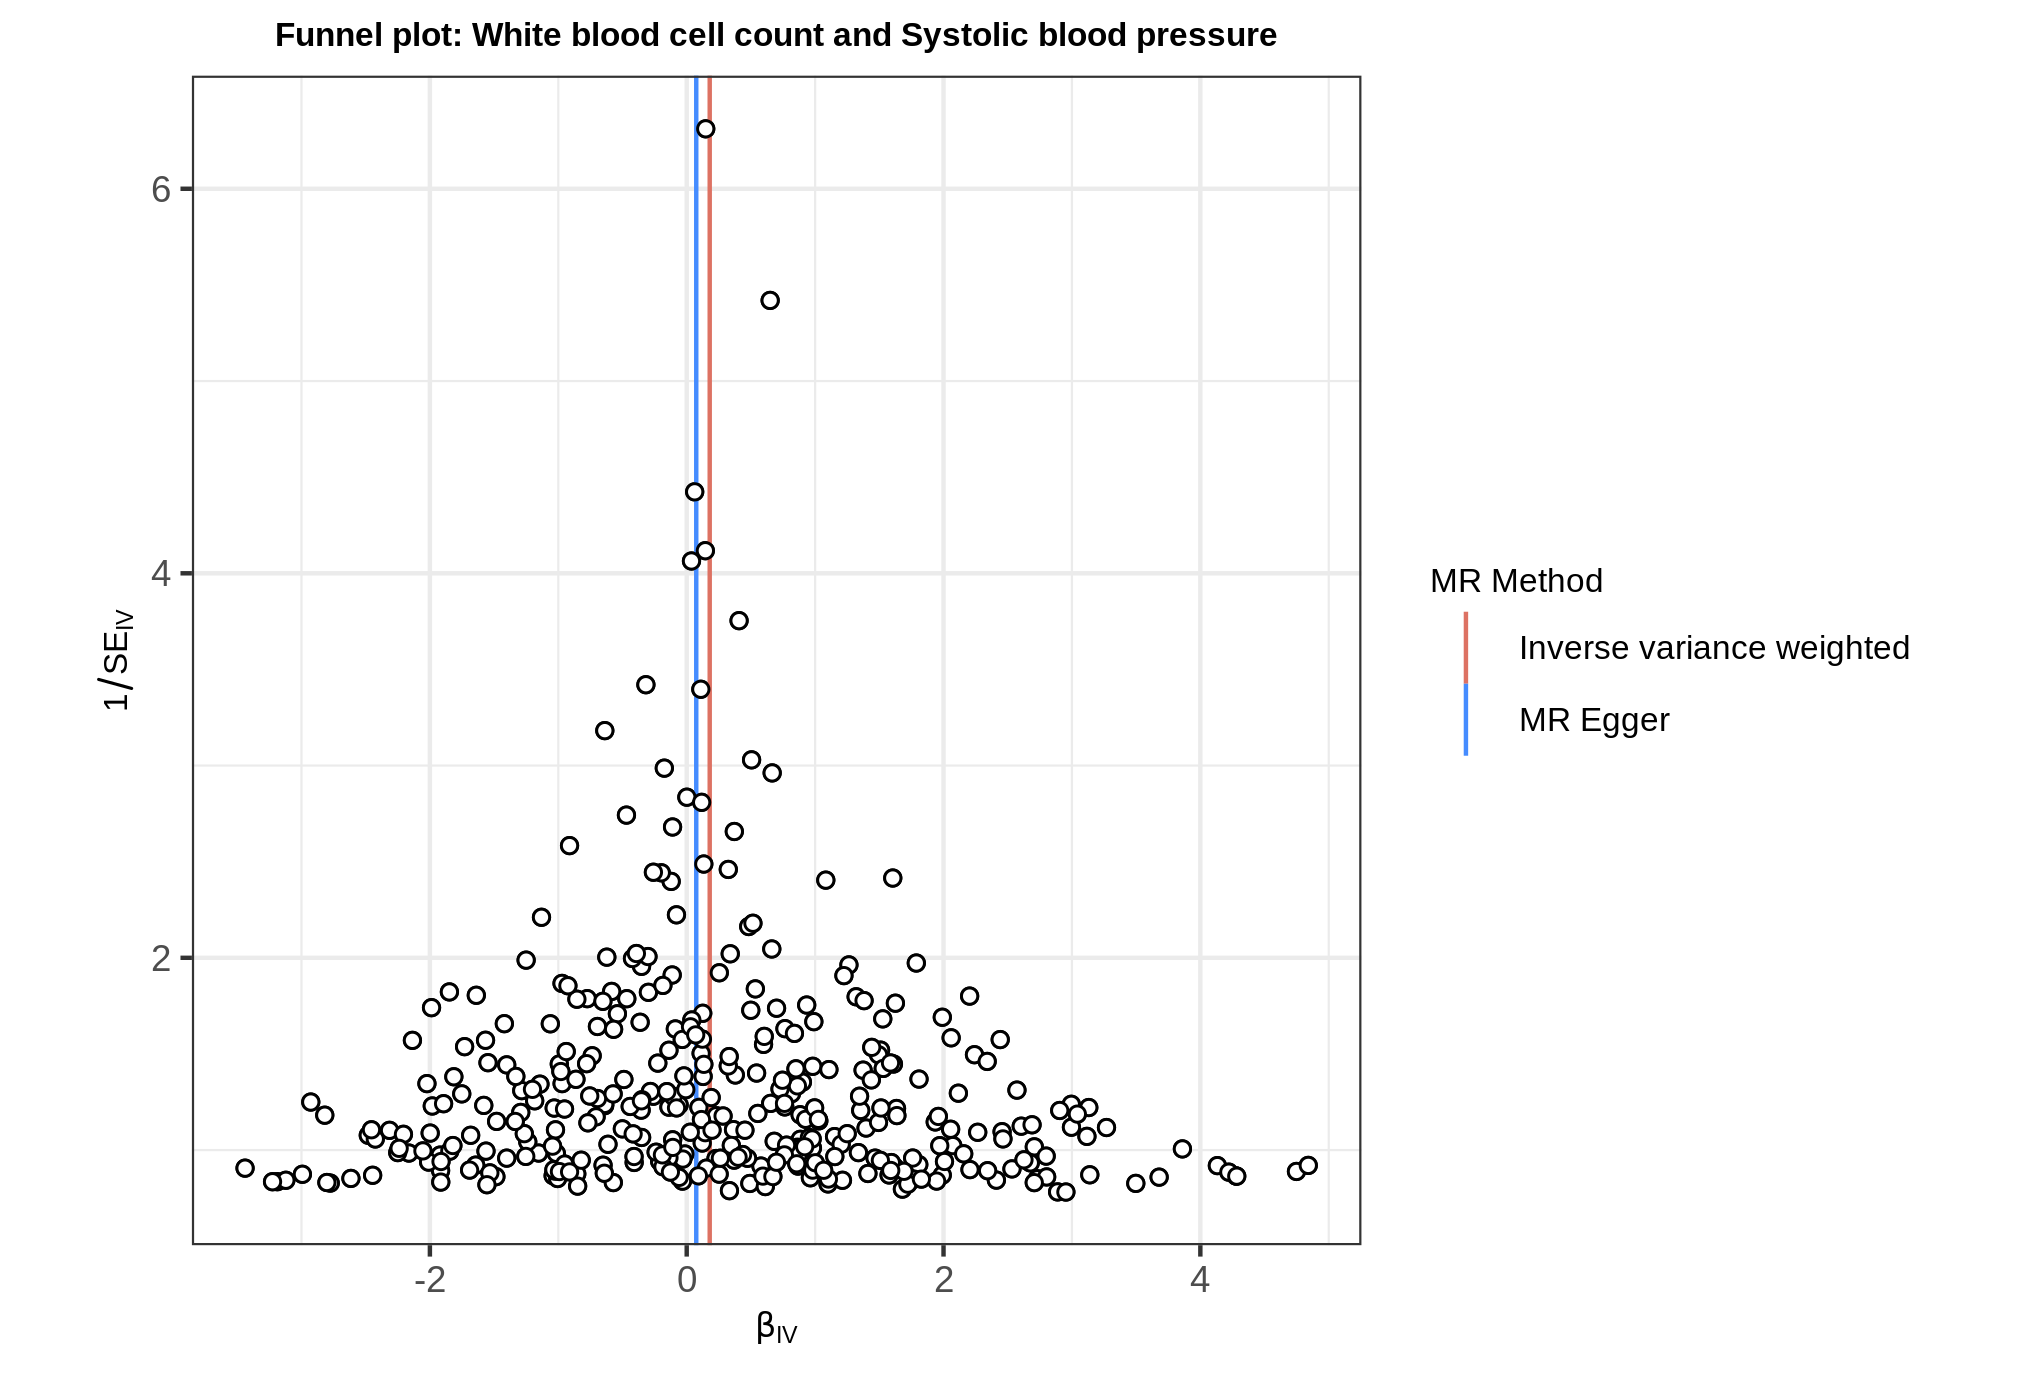 Funnel plot: White blood cell count and Systolic blood pressure
6
4
2
1/SE_IV
-2
0
2
4
β_IV
MR Method
Inverse variance weighted
MR Egger